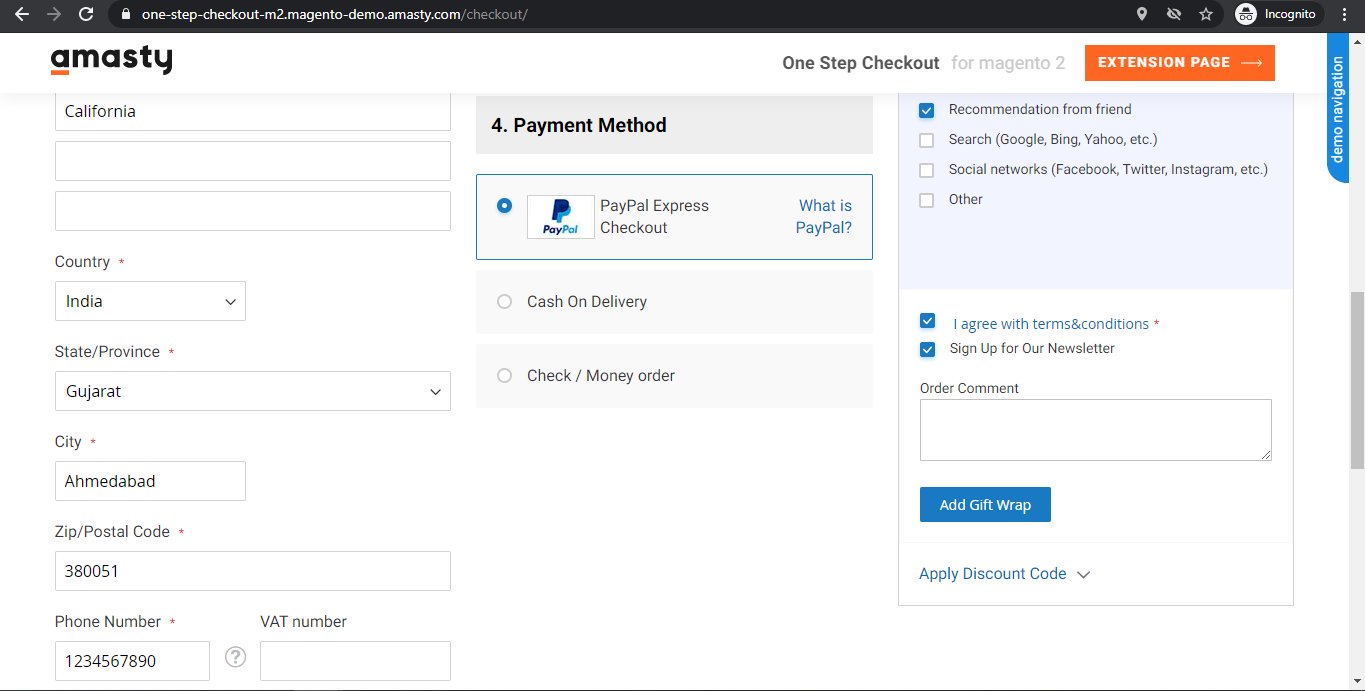 one-step-checkout-m2.magento-demo.amasty.com/checkout/
Incognito
amasty
One Step Checkout for magento 2
EXTENSION PAGE
demo navigation
California
Country *
India
State/Province *
Gujarat
City *
Ahmedabad
Zip/Postal Code *
380051
Phone Number *
VAT number
1234567890
?
4. Payment Method
PayPal
PayPal Express
Checkout
What is
PayPal?
Cash On Delivery
Check / Money order
Recommendation from friend
Search (Google, Bing, Yahoo, etc.)
Social networks (Facebook, Twitter, Instagram, etc.)
Other
I agree with terms&conditions *
Sign Up for Our Newsletter
Order Comment
Add Gift Wrap
Apply Discount Code